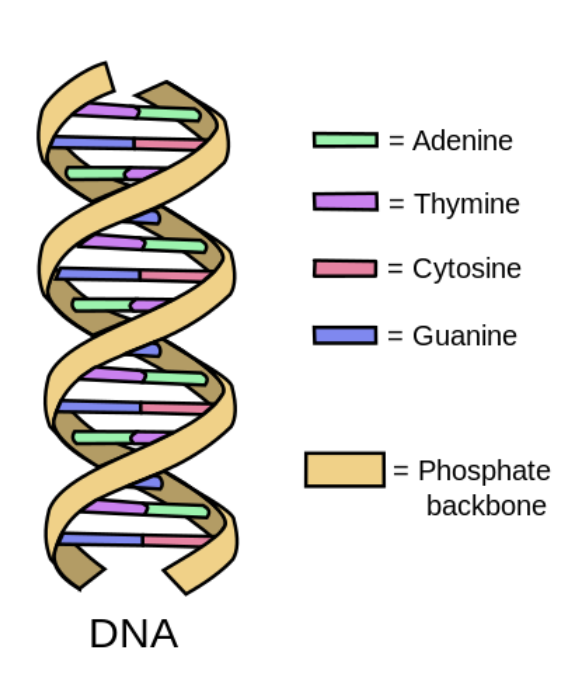 = Adenine
= Thymine
= Cytosine
= Guanine
= Phosphate
backbone
DNA